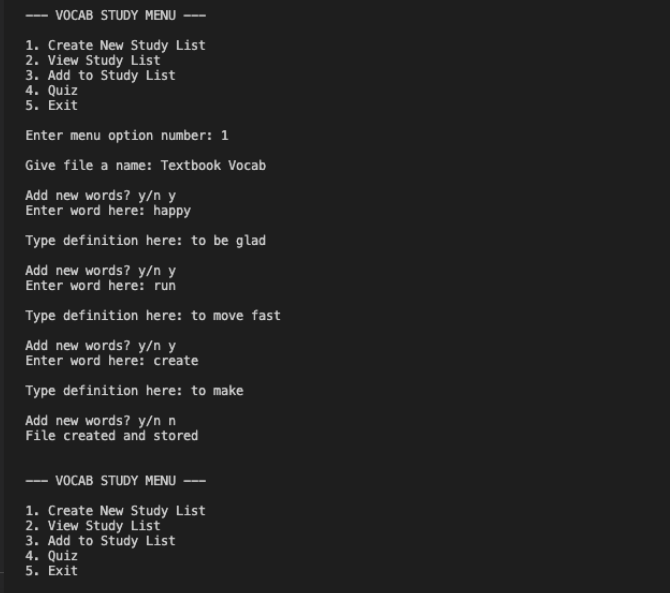 ––– VOCAB STUDY MENU –––
1. Create New Study List
2. View Study List
3. Add to Study List
4. Quiz
5. Exit
Enter menu option number: 1
Give file a name: Textbook Vocab
Add new words? y/n y
Enter word here: happy
Type definition here: to be glad
Add new words? y/n y
Enter word here: run
Type definition here: to move fast
Add new words? y/n y
Enter word here: create
Type definition here: to make
Add new words? y/n n
File created and stored
––– VOCAB STUDY MENU –––
1. Create New Study List
2. View Study List
3. Add to Study List
4. Quiz
5. Exit